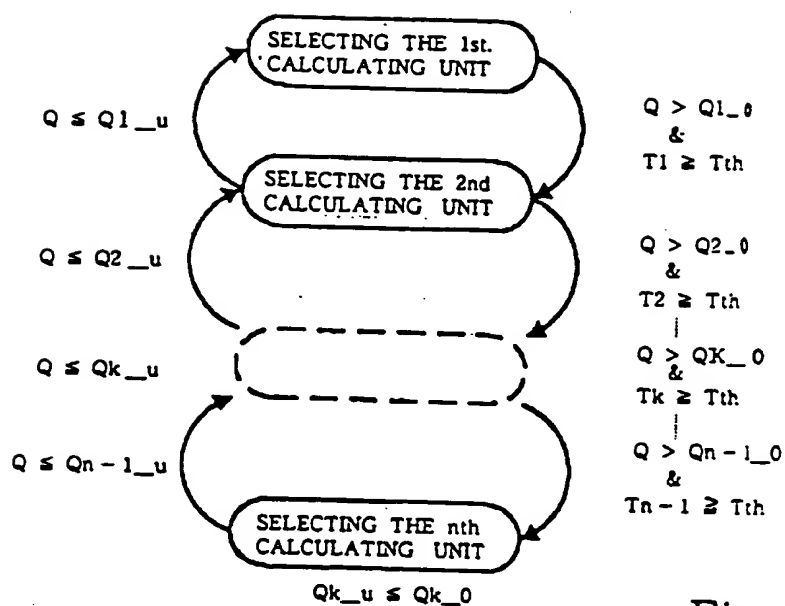 SELECTING THE 1st.
CALCULATING UNIT
Q ≤ Q1_u
Q > Q1_0
&
T1 ≧ Tth
SELECTING THE 2nd
CALCULATING UNIT
Q ≤ Q2_u
Q > Q2_0
&
T2 ≧ Tth
Q ≤ Qk_u
Q > QK_0
&
Tk ≧ Tth
Q ≤ Qn-1_u
Q > Qn-1_0
&
Tn-1 ≧ Tth
SELECTING THE nth
CALCULATING UNIT
Qk_u ≤ Qk_0